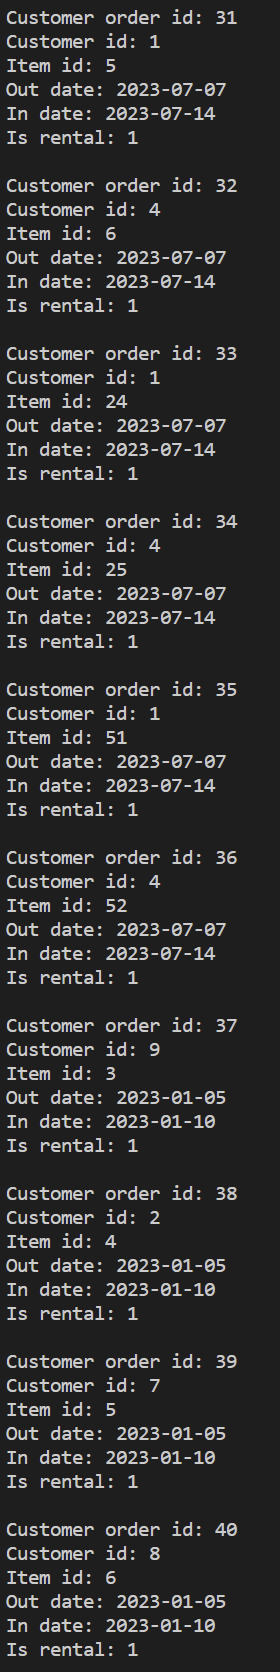 Customer order id: 31
Customer id: 1
Item id: 5
Out date: 2023-07-07
In date: 2023-07-14
Is rental: 1

Customer order id: 32
Customer id: 4
Item id: 6
Out date: 2023-07-07
In date: 2023-07-14
Is rental: 1

Customer order id: 33
Customer id: 1
Item id: 24
Out date: 2023-07-07
In date: 2023-07-14
Is rental: 1

Customer order id: 34
Customer id: 4
Item id: 25
Out date: 2023-07-07
In date: 2023-07-14
Is rental: 1

Customer order id: 35
Customer id: 1
Item id: 51
Out date: 2023-07-07
In date: 2023-07-14
Is rental: 1

Customer order id: 36
Customer id: 4
Item id: 52
Out date: 2023-07-07
In date: 2023-07-14
Is rental: 1

Customer order id: 37
Customer id: 9
Item id: 3
Out date: 2023-01-05
In date: 2023-01-10
Is rental: 1

Customer order id: 38
Customer id: 2
Item id: 4
Out date: 2023-01-05
In date: 2023-01-10
Is rental: 1

Customer order id: 39
Customer id: 7
Item id: 5
Out date: 2023-01-05
In date: 2023-01-10
Is rental: 1

Customer order id: 40
Customer id: 8
Item id: 6
Out date: 2023-01-05
In date: 2023-01-10
Is rental: 1